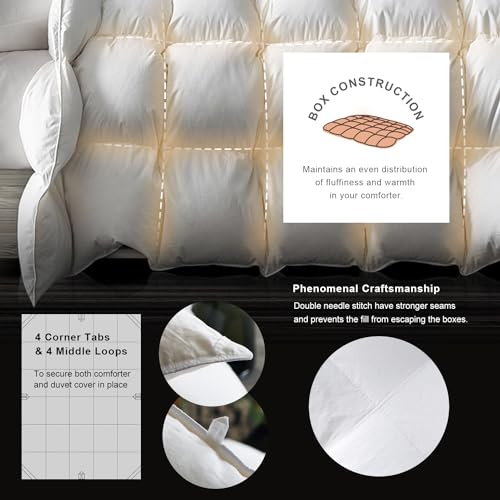 BOX CONSTRUCTION
Maintains an even distribution
of fluffiness and warmth
in your comforter.
Phenomenal Craftsmanship
Double needle stitch have stronger seams
and prevents the fill from escaping the boxes.
4 Corner Tabs
& 4 Middle Loops
To secure both comforter
and duvet cover in place